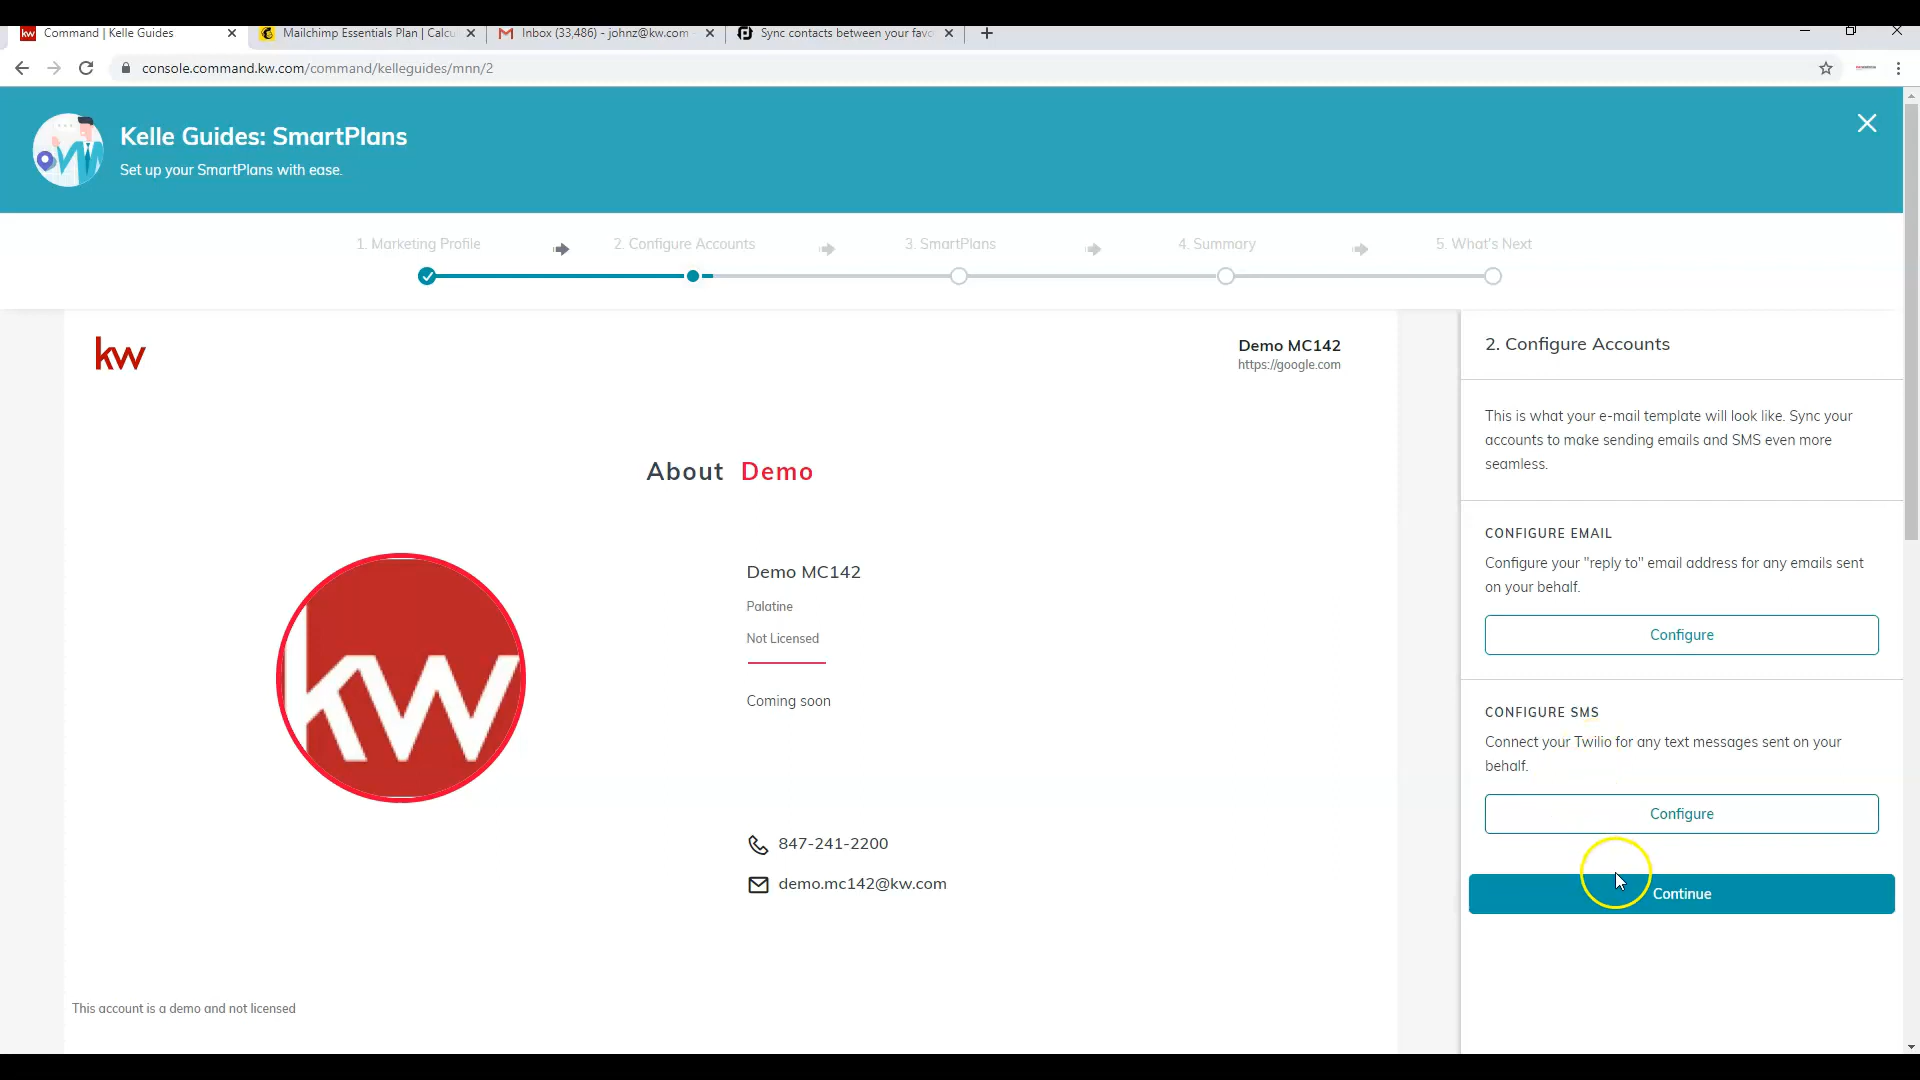 kw Command | Kelle Guides
Mailchimp Essentials Plan | Calcu
Inbox (33,486) - johnz@kw.com -
Sync contacts between your favo
console.command.kw.com/command/kelleguides/mnn/2
Kelle Guides: SmartPlans
Set up your SmartPlans with ease.
1. Marketing Profile
2. Configure Accounts
3. SmartPlans
4. Summary
5. What's Next
kw
Demo MC142
https://google.com
About Demo
kw
Demo MC142
Palatine
Not Licensed
Coming soon
847-241-2200
demo.mc142@kw.com
This account is a demo and not licensed
2. Configure Accounts
This is what your e-mail template will look like. Sync your
accounts to make sending emails and SMS even more
seamless.
CONFIGURE EMAIL
Configure your "reply to" email address for any emails sent
on your behalf.
Configure
CONFIGURE SMS
Connect your Twilio for any text messages sent on your
behalf.
Configure
Continue